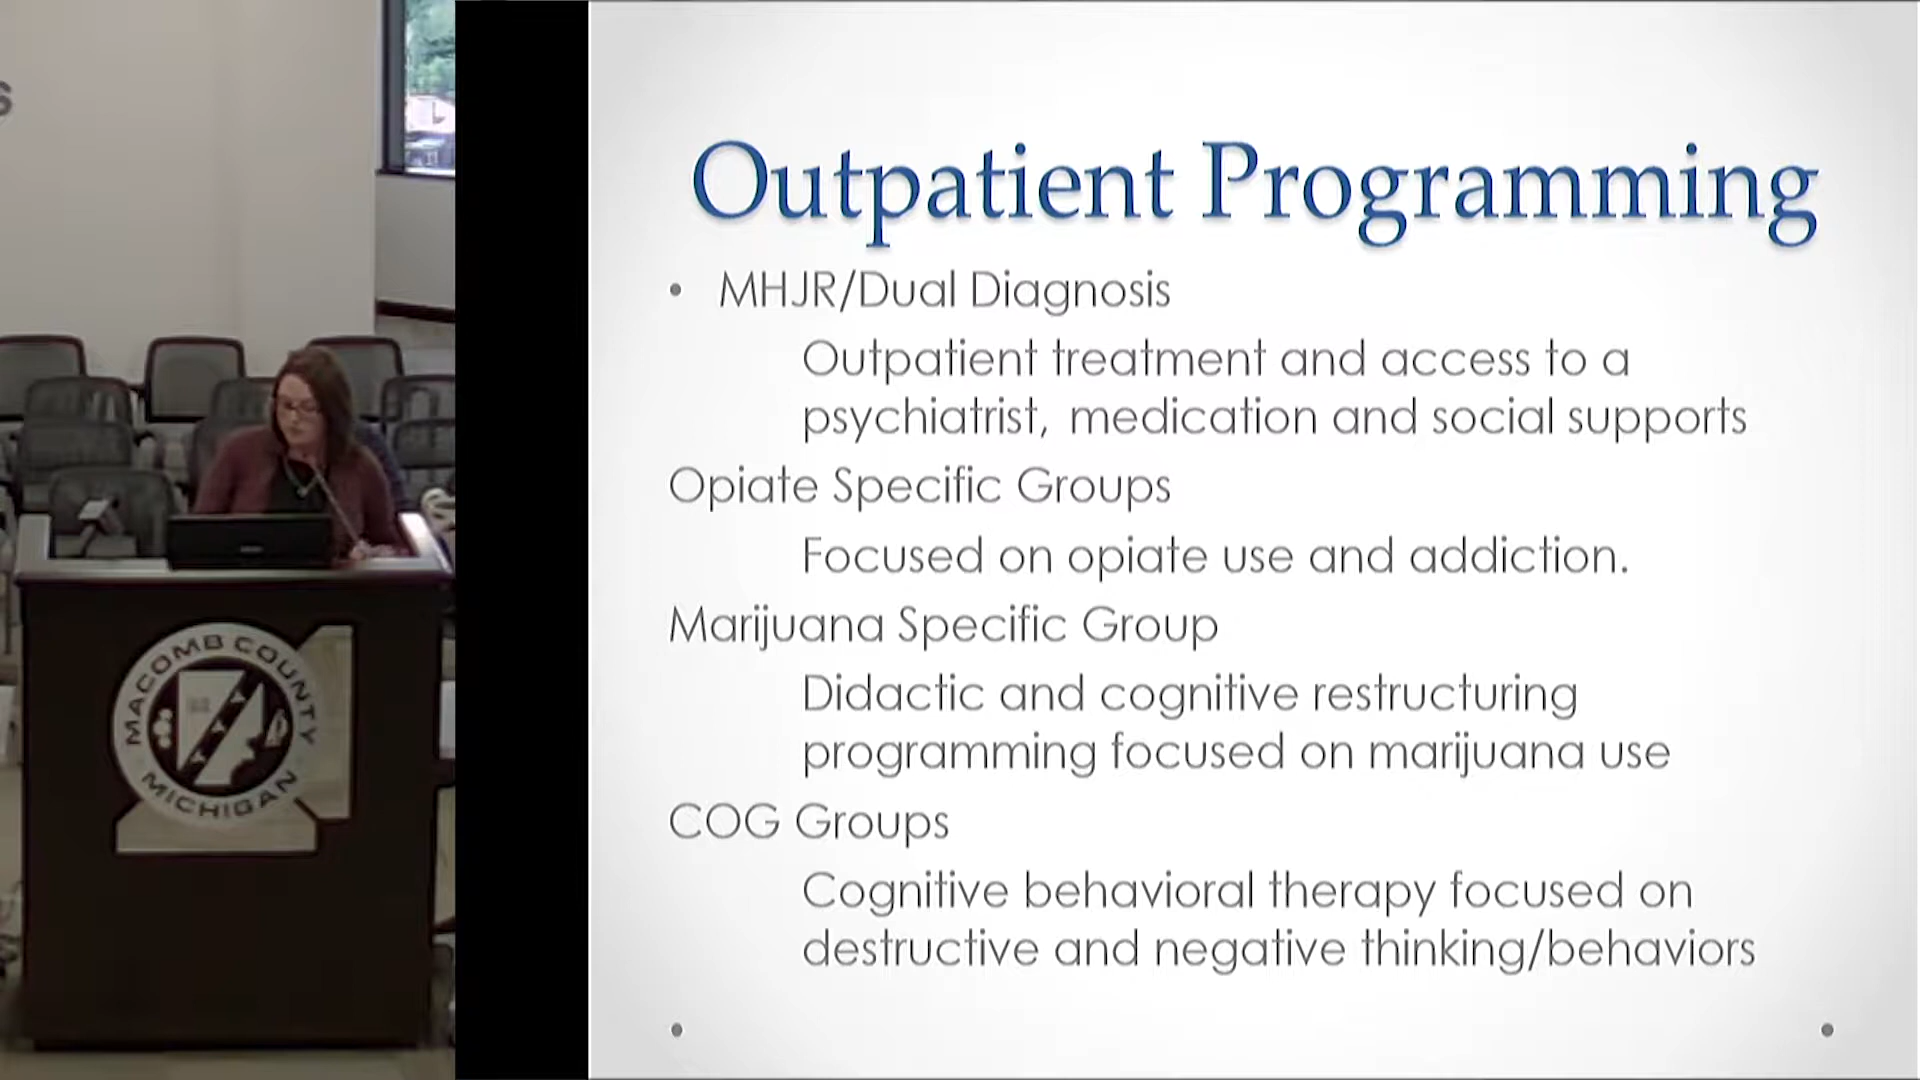 S
MACOMB COUNTY
MICHIGAN
Outpatient Programming
• MHJR/Dual Diagnosis
Outpatient treatment and access to a
psychiatrist, medication and social supports
Opiate Specific Groups
Focused on opiate use and addiction.
Marijuana Specific Group
Didactic and cognitive restructuring
programming focused on marijuana use
COG Groups
Cognitive behavioral therapy focused on
destructive and negative thinking/behaviors